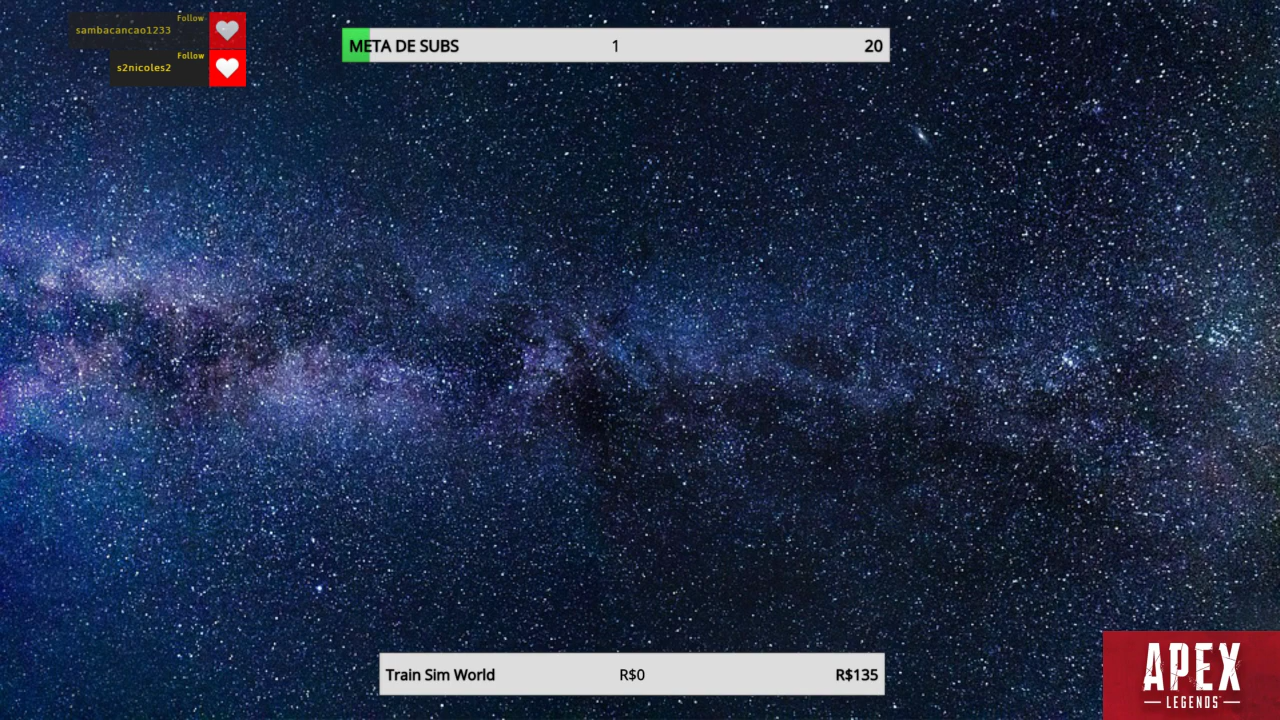 Follow
sambacancao1233
Follow
s2nicoles2
META DE SUBS 1 20
Train Sim World R$0 R$135
APEX
LEGENDS